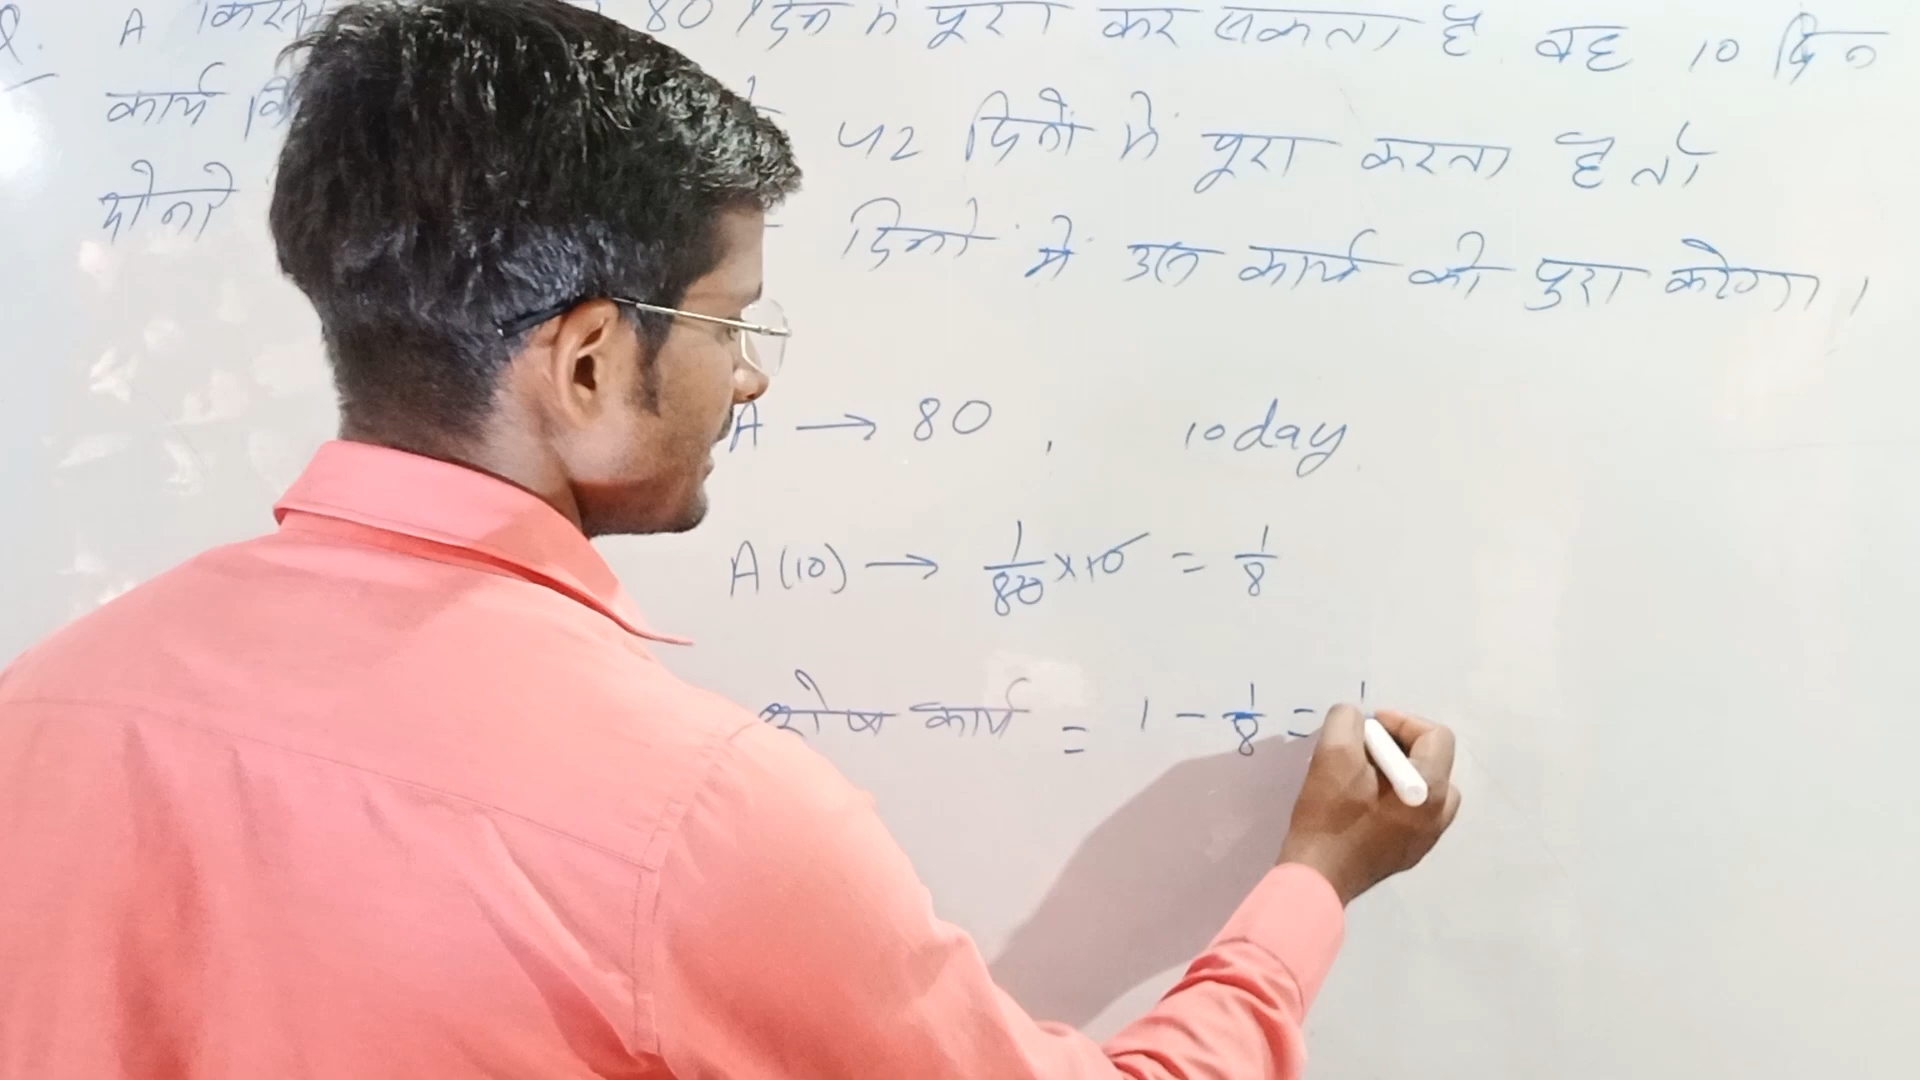 Q. A किसी 80 दिन में पूरा कर सकता है वह 10 दिन
कार्य 42 दिनों में पूरा करता है तो
दोनों दिनों में उस कार्य को पुरा करेगा।
A → 80 , 10 day
A (10) → 1/80 × 10 = 1/8
शेष कार्य = 1 - 1/8 = 1